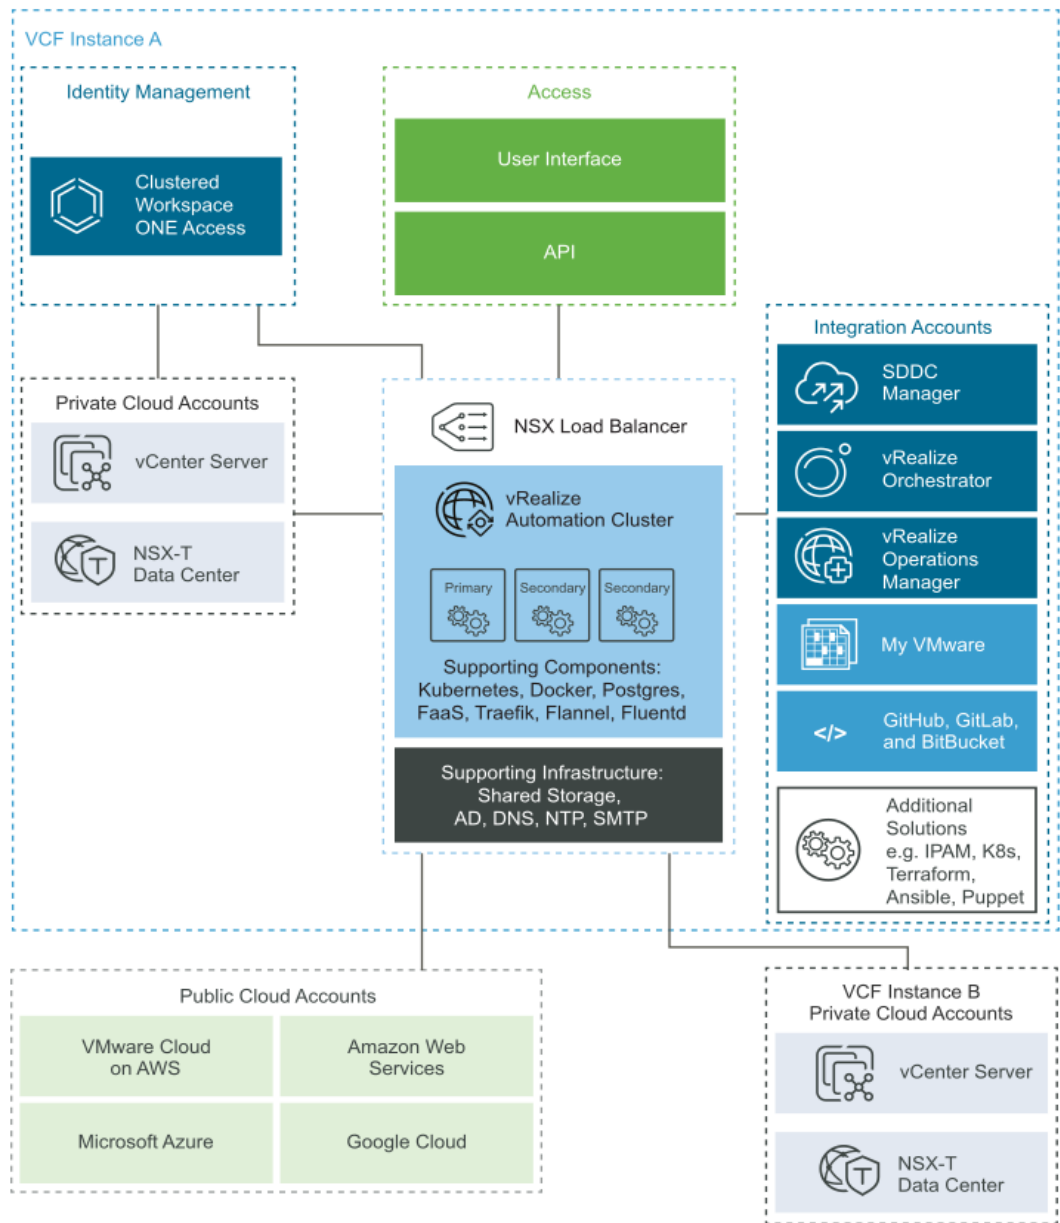 VCF Instance A
Identity Management
Clustered
Workspace
ONE Access
Access
User Interface
API
Private Cloud Accounts
vCenter Server
NSX-T
Data Center
NSX Load Balancer
vRealize
Automation Cluster
Primary
Secondary
Secondary
Supporting Components:
Kubernetes, Docker, Postgres,
FaaS, Traefik, Flannel, Fluentd
Supporting Infrastructure:
Shared Storage,
AD, DNS, NTP, SMTP
Integration Accounts
SDDC
Manager
vRealize
Orchestrator
vRealize
Operations
Manager
My VMware
</>
GitHub, GitLab,
and BitBucket
Additional
Solutions
e.g. IPAM, K8s,
Terraform,
Ansible, Puppet
Public Cloud Accounts
VMware Cloud
on AWS
Amazon Web
Services
Microsoft Azure
Google Cloud
VCF Instance B
Private Cloud Accounts
vCenter Server
T
NSX-T
Data Center